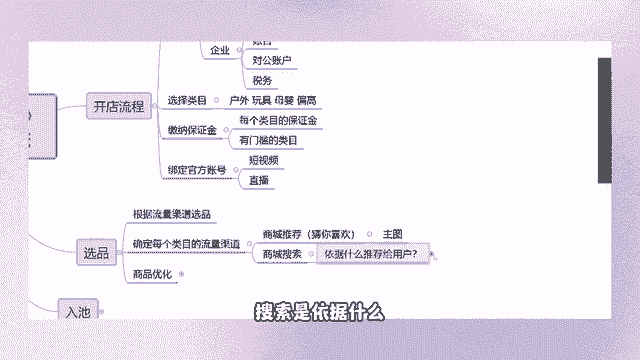 账目
企业
对公账户
税务
开店流程
选择类目
户外 玩具 母婴 偏高
每个类目的保证金
缴纳保证金
有门槛的类目
短视频
绑定官方账号
直播
根据流量渠道选品
商城推荐（猜你喜欢）
主图
确定每个类目的流量渠道
选品
商城搜索
依据什么推荐给用户？
商品优化
入池
搜索是依据什么